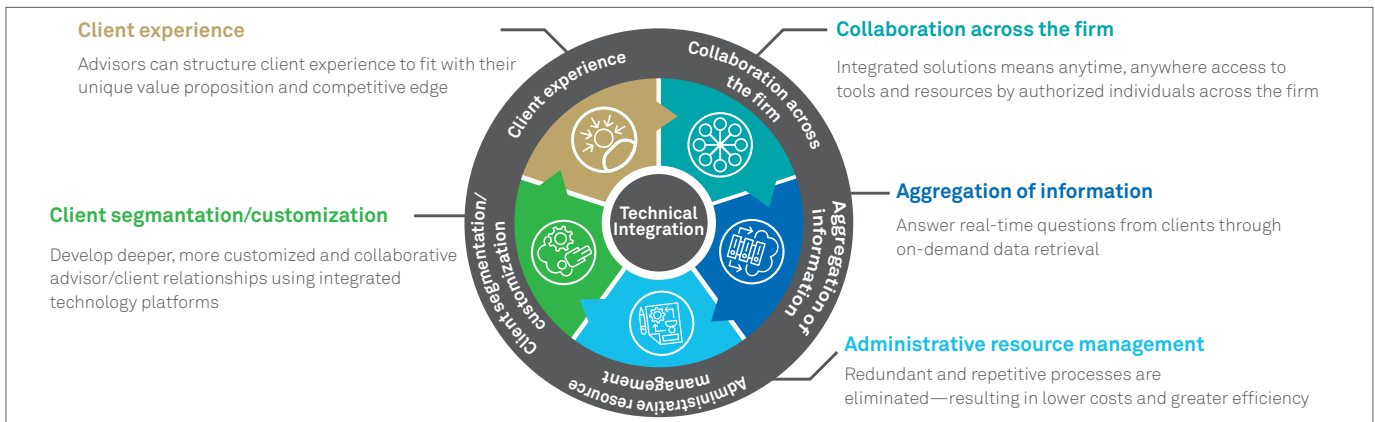 Client experience
Advisors can structure client experience to fit with their
unique value proposition and competitive edge
Client segmantation/customization
Develop deeper, more customized and collaborative
advisor/client relationships using integrated
technology platforms
Client experience
Collaboration across
the firm
Aggregation of
information
Administrative resource
management
Client segmentation/
customization
Technical
Integration
Collaboration across the firm
Integrated solutions means anytime, anywhere access to
tools and resources by authorized individuals across the firm
Aggregation of information
Answer real-time questions from clients through
on-demand data retrieval
Administrative resource management
Redundant and repetitive processes are
eliminated—resulting in lower costs and greater efficiency